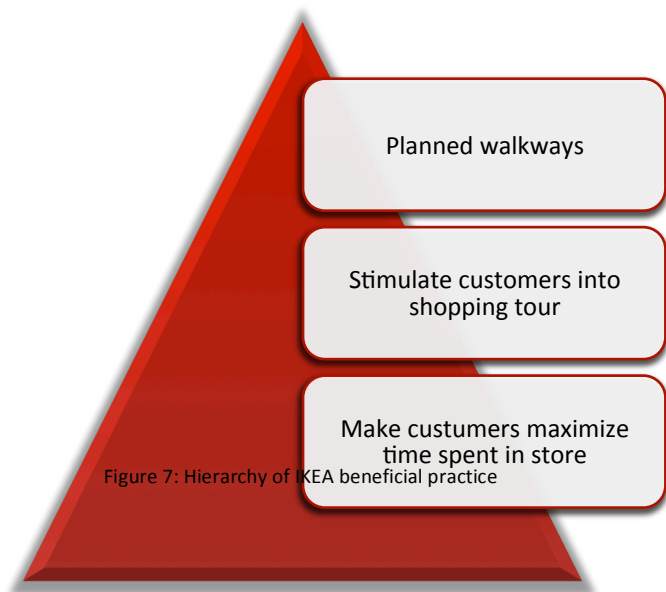 Planned walkways
Stimulate customers into
shopping tour
Make custumers maximize
time spent in store
Figure 7: Hierarchy of IKEA beneficial practice